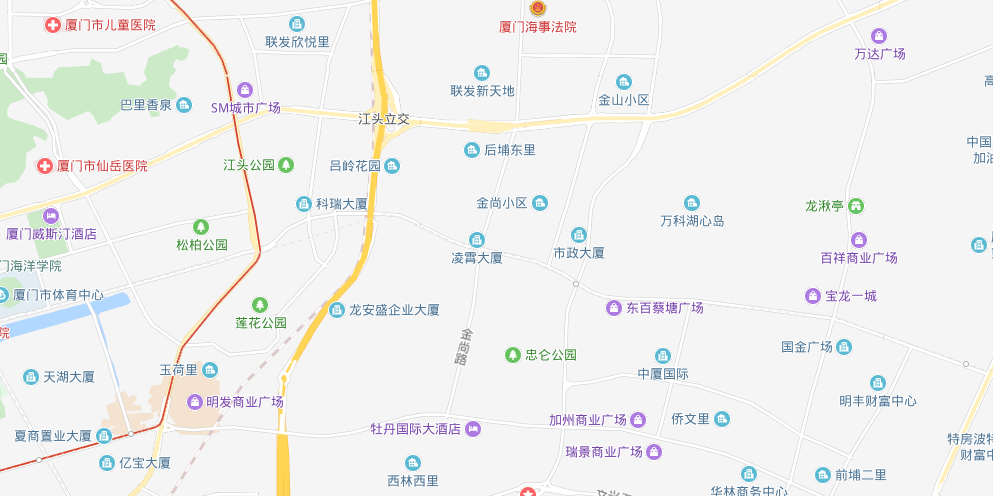 厦门市儿童医院
联发欣悦里
厦门海事法院
万达广场
园
巴里香泉
SM城市广场
联发新天地
金山小区
江头立交
后埔东里
中国
加油
厦门市仙岳医院
江头公园
吕岭花园
科瑞大厦
金尚小区
万科湖心岛
龙湫亭
厦门威斯汀酒店
松柏公园
凌霄大厦
市政大厦
百祥商业广场
门海洋学院
厦门市体育中心
莲花公园
龙安盛企业大厦
东百蔡塘广场
宝龙一城
院
金尚路
忠仑公园
国金广场
天湖大厦
玉荷里
中厦国际
明发商业广场
明丰财富中心
夏商置业大厦
牡丹国际大酒店
加州商业广场
侨文里
亿宝大厦
瑞景商业广场
特房波特
财富中
西林西里
华林商务中心
前埔二里